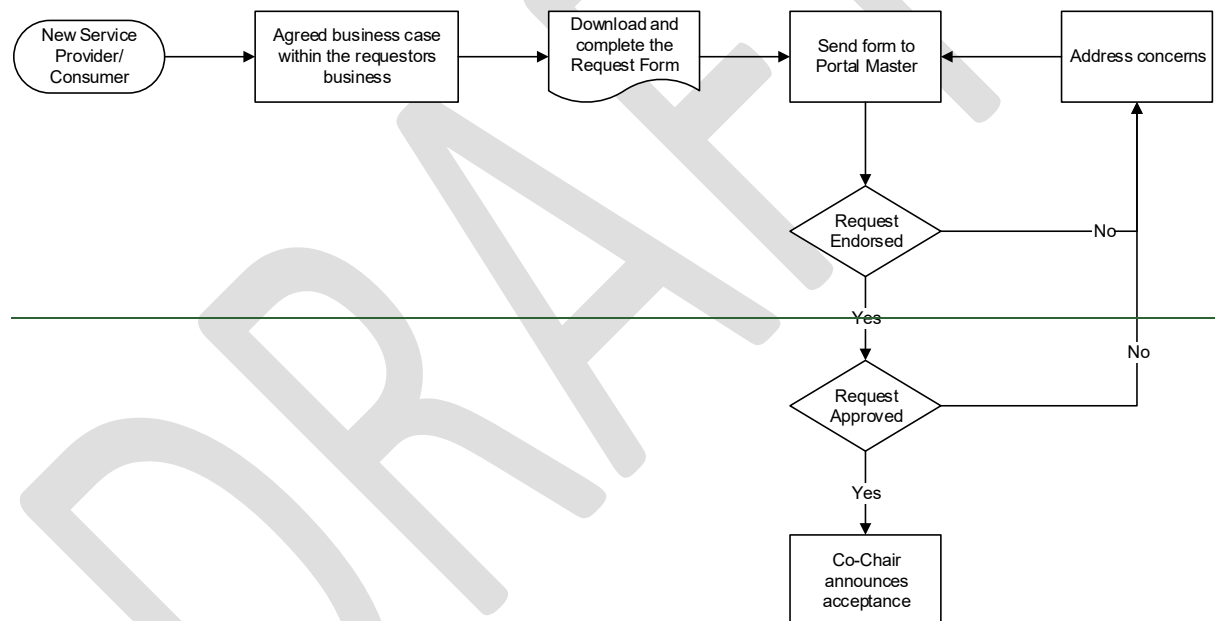 New Service
Provider/
Consumer
Agreed business case
within the requestors
business
Download and
complete the
Request Form
Send form to
Portal Master
Address concerns
Request
Endorsed
No
Yes
No
Request
Approved
Yes
Co-Chair
announces
acceptance
DRAFT